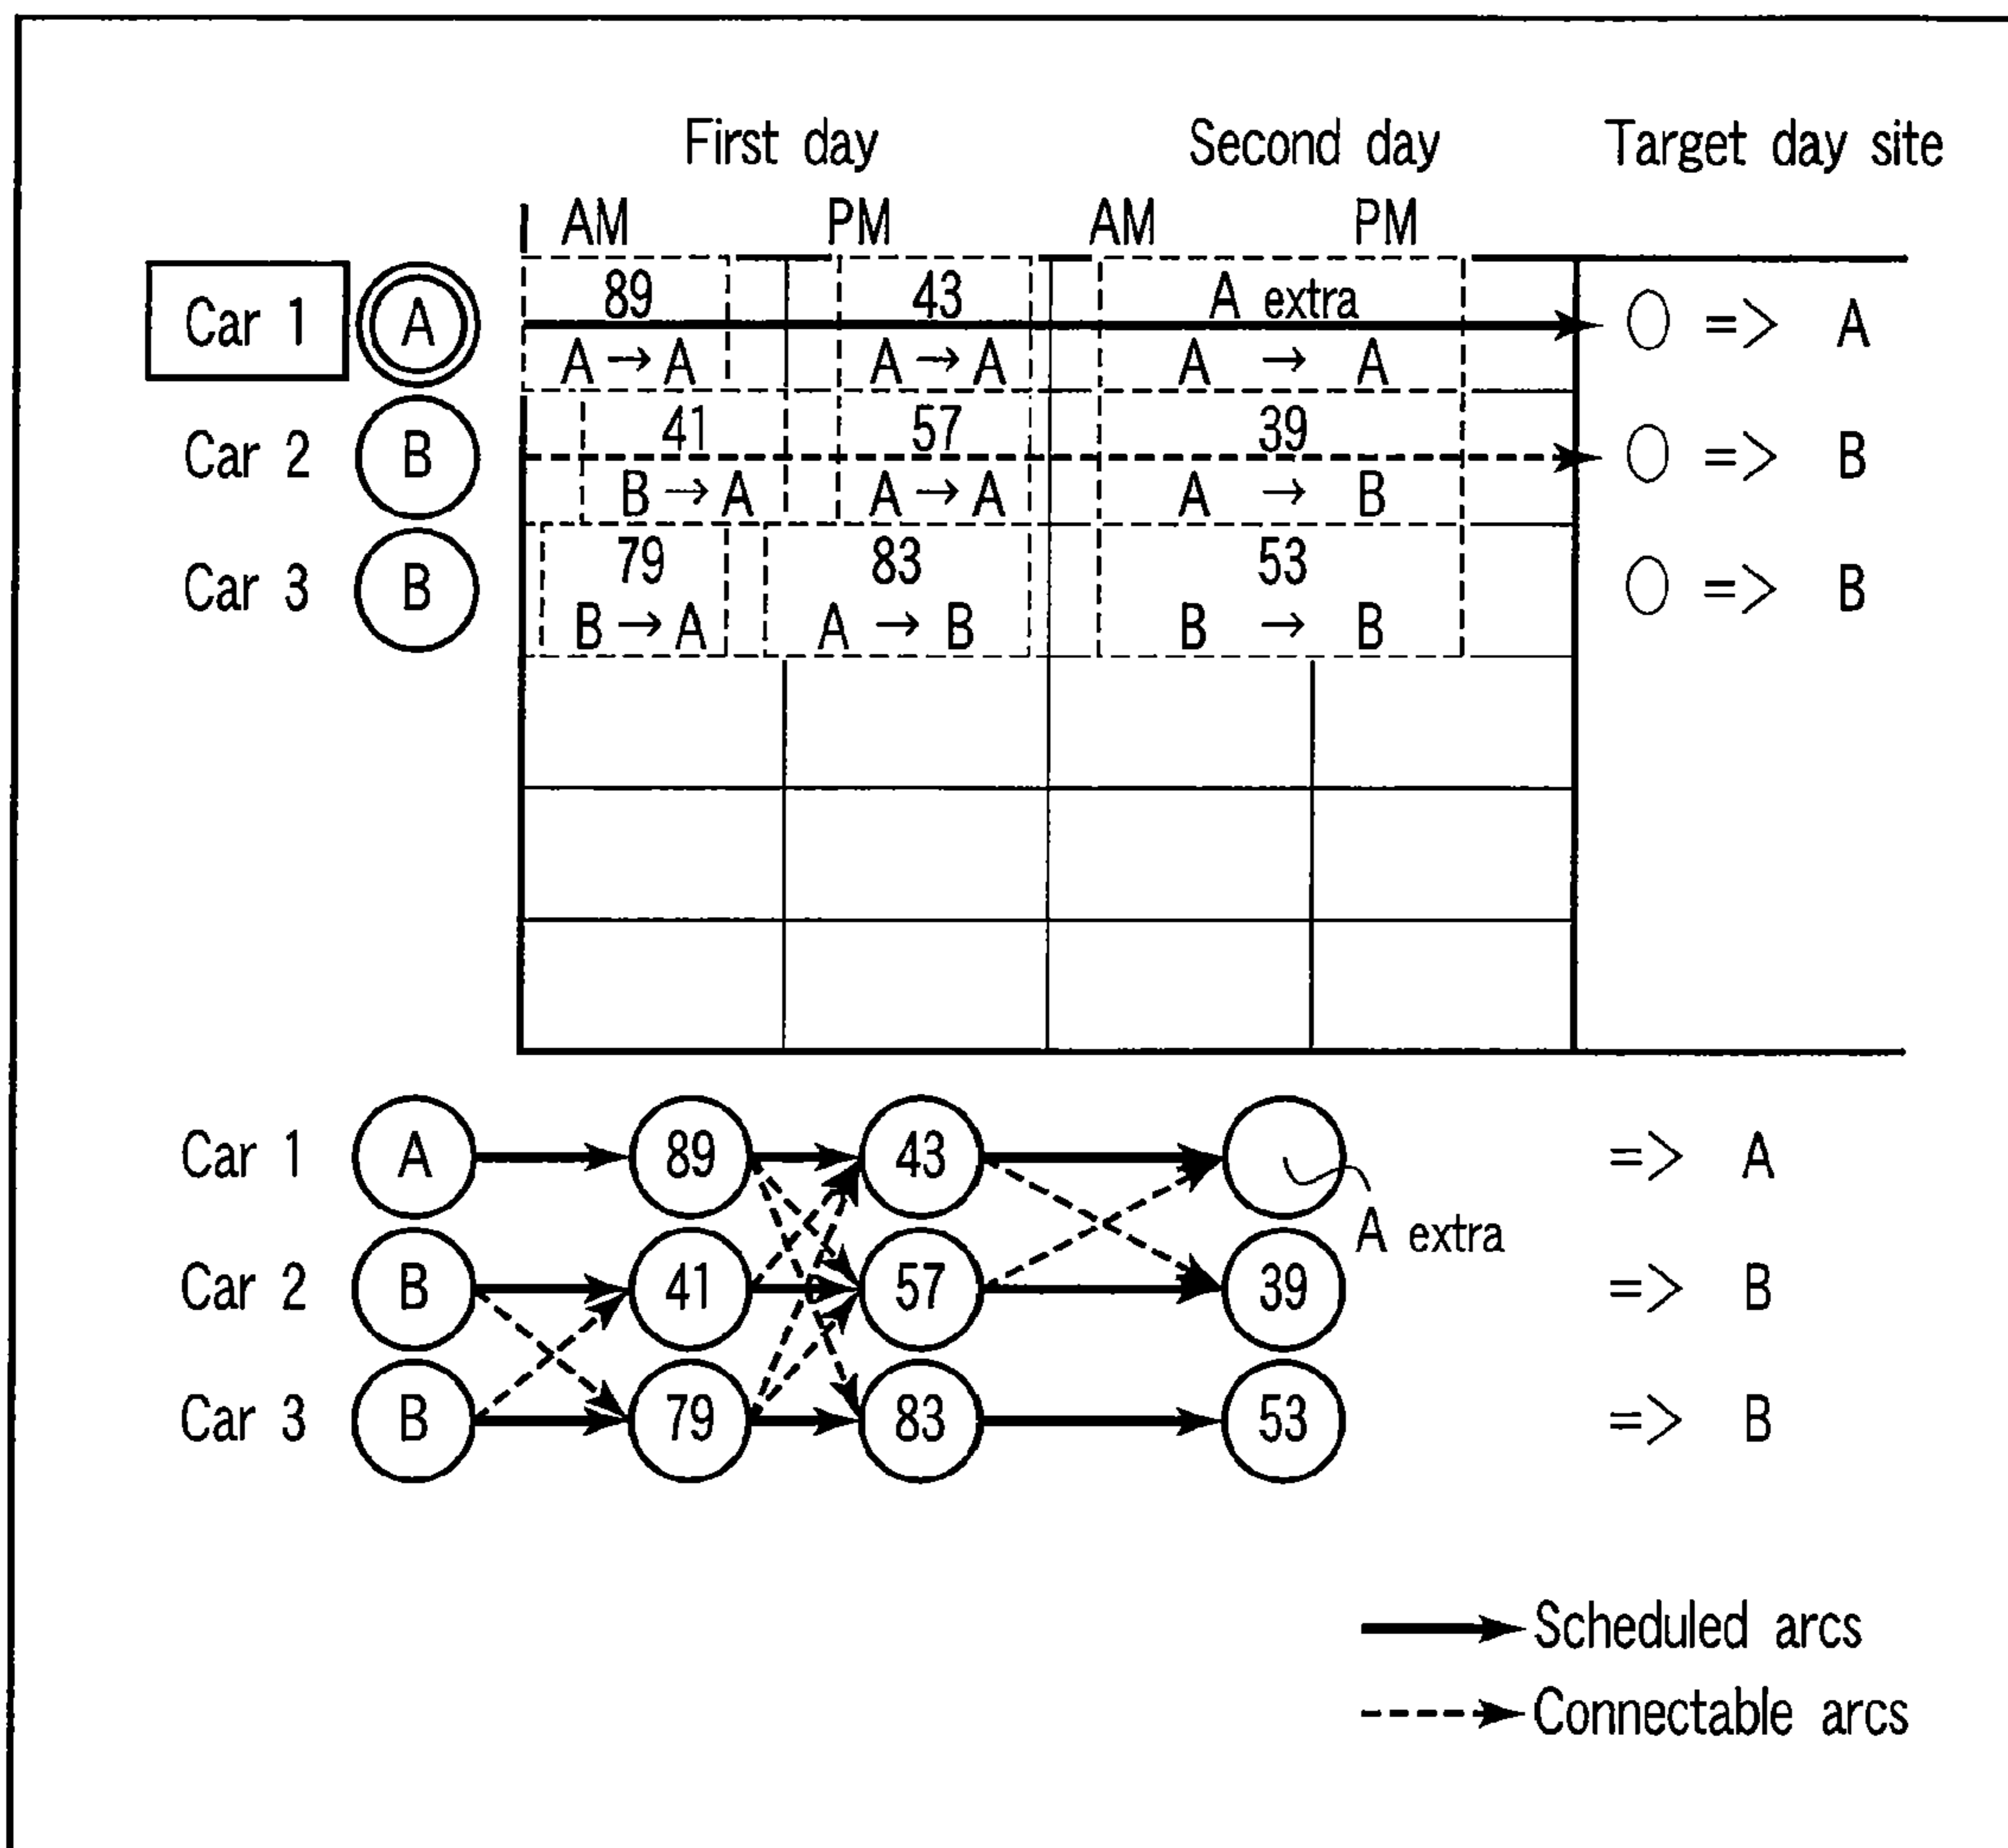 First day Second day Target day site
AM PM AM PM
89 43 A extra
Car 1 A ○ => A
A → A A → A A → A
41 57 39
Car 2 B ○ => B
B → A A → A A → B
79 83 53
Car 3 B ○ => B
B → A A → B B → B
Car 1 A 89 43 => A
A extra
Car 2 B 41 57 39 => B
Car 3 B 79 83 53 => B
Scheduled arcs
Connectable arcs